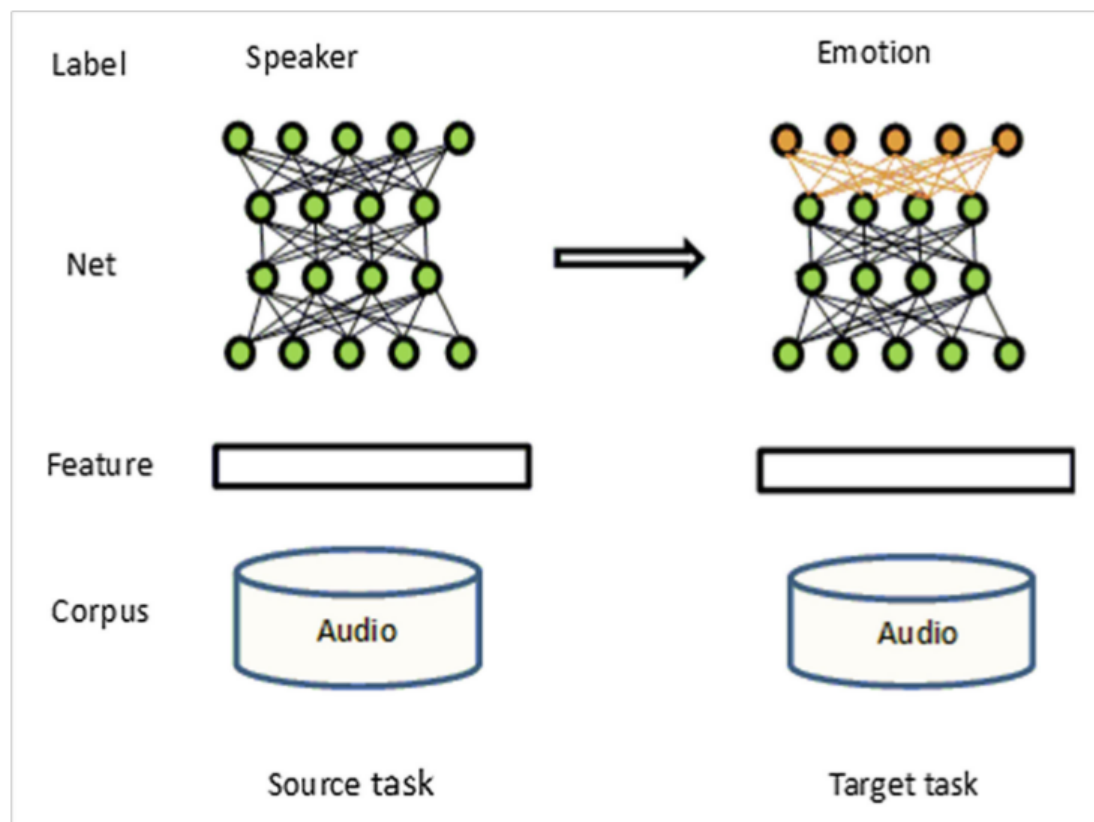 Label
Speaker
Emotion
Net
Feature
Corpus
Audio
Audio
Source task
Target task